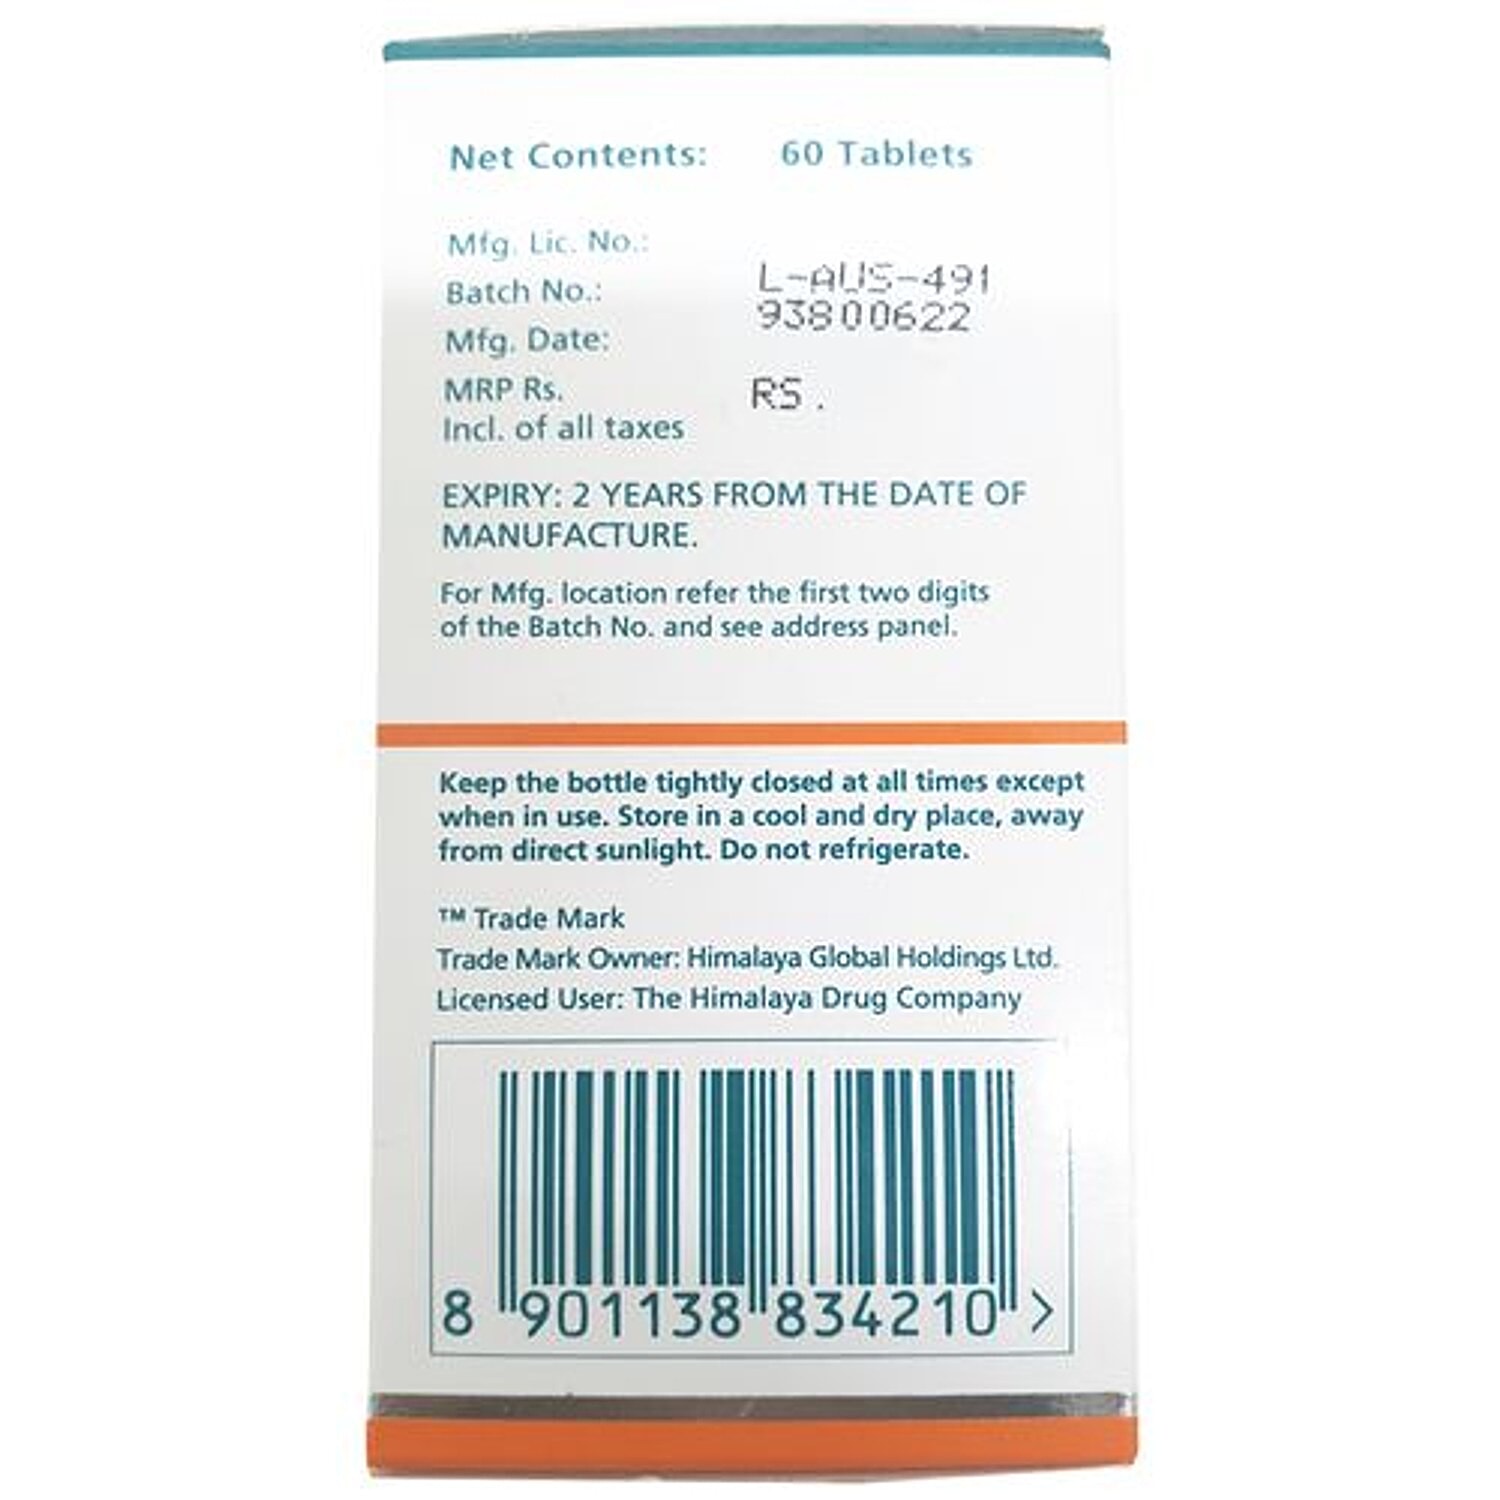 Net Contents: 60 Tablets
Mfg. Lic. No.:
L-AUS-491
Batch No.:
93800622
Mfg. Date:
MRP Rs. RS .
Incl. of all taxes
EXPIRY: 2 YEARS FROM THE DATE OF
MANUFACTURE.
For Mfg. location refer the first two digits
of the Batch No. and see address panel.
Keep the bottle tightly closed at all times except
when in use. Store in a cool and dry place, away
from direct sunlight. Do not refrigerate.
™ Trade Mark
Trade Mark Owner: Himalaya Global Holdings Ltd.
Licensed User: The Himalaya Drug Company
8 901138 834210 >